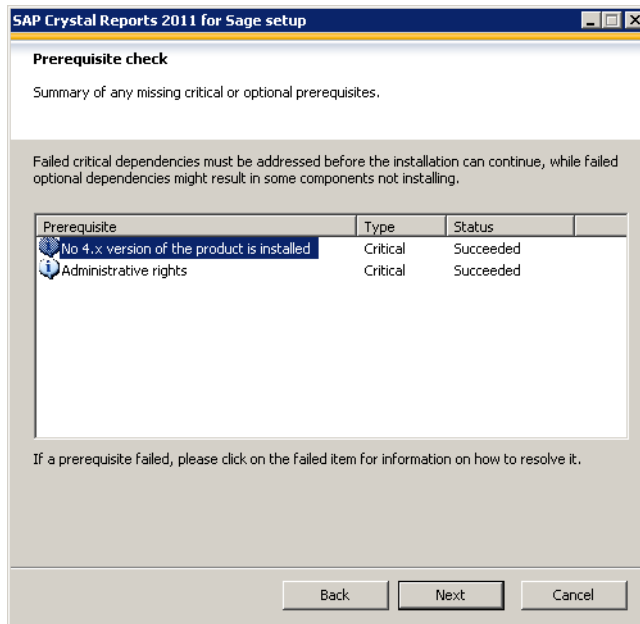 SAP Crystal Reports 2011 for Sage setup
Prerequisite check
Summary of any missing critical or optional prerequisites.
Failed critical dependencies must be addressed before the installation can continue, while failed
optional dependencies might result in some components not installing.
Prerequisite Type Status
No 4.x version of the product is installed Critical Succeeded
Administrative rights Critical Succeeded
If a prerequisite failed, please click on the failed item for information on how to resolve it.
Back Next Cancel